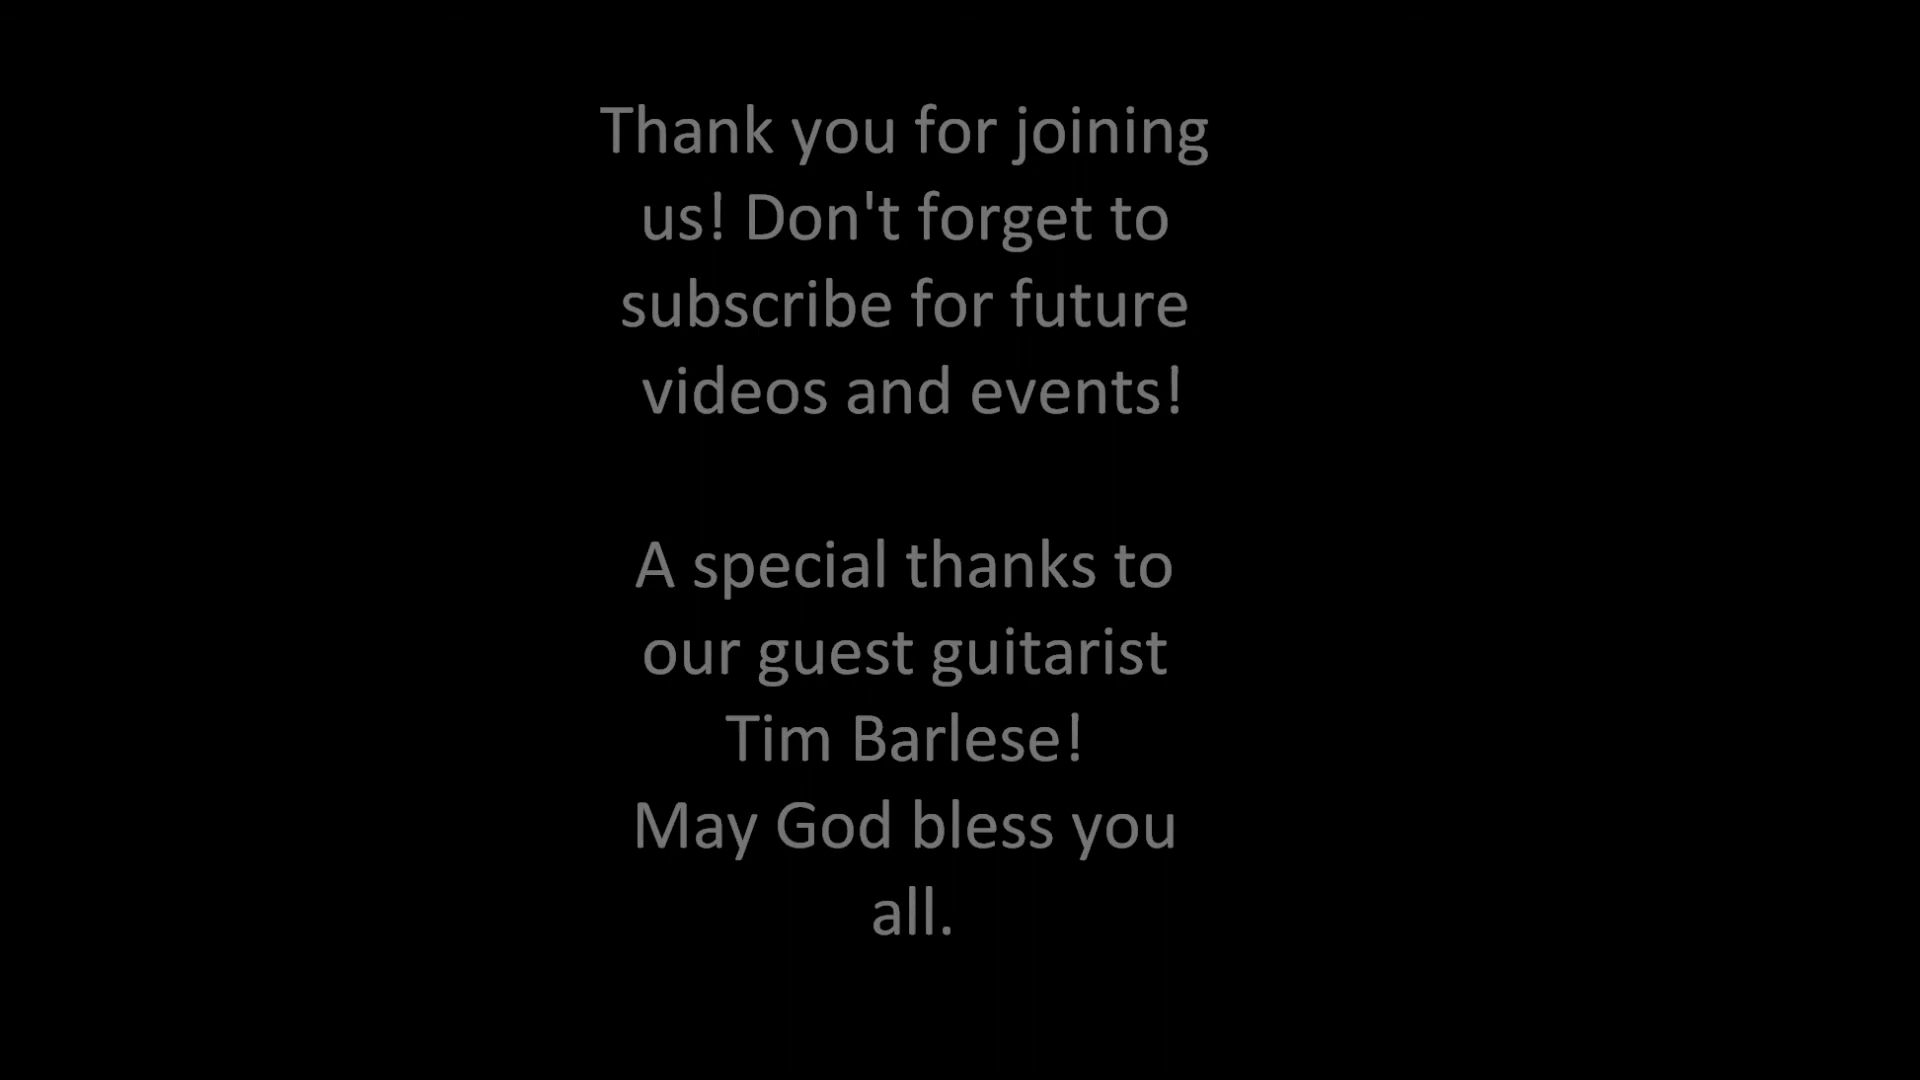 Thank you for joining
us! Don't forget to
subscribe for future
videos and events!
A special thanks to
our guest guitarist
Tim Barlese!
May God bless you
all.